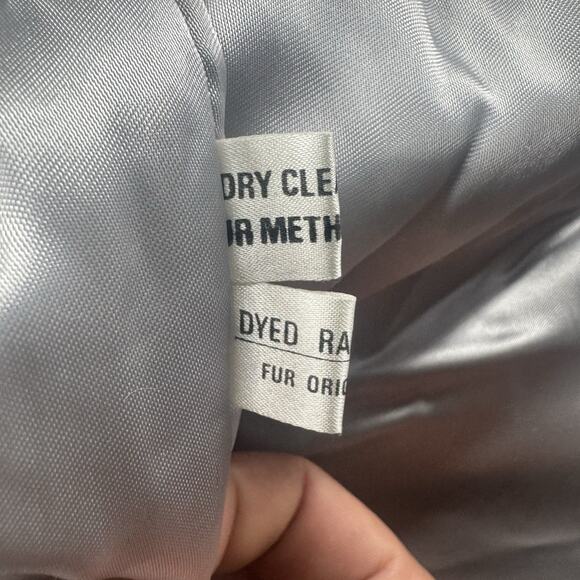 DRY CLEA
UR METH
DYED RA
FUR ORIG